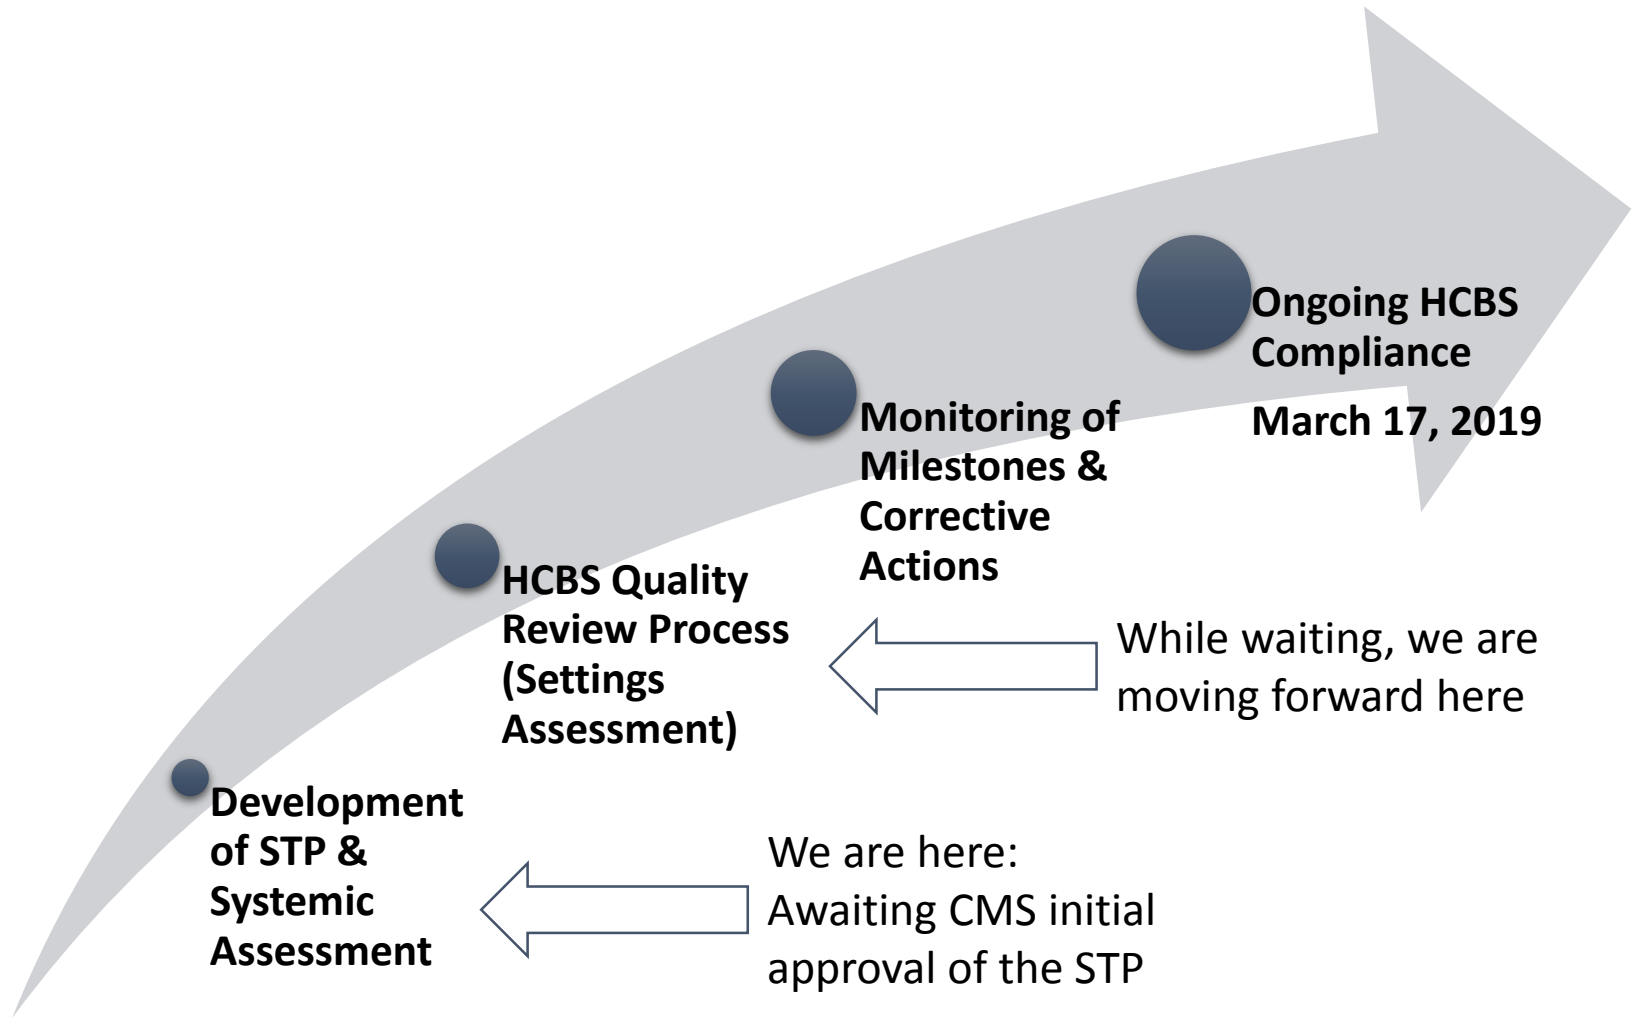 Ongoing HCBS
Compliance
March 17, 2019
Monitoring of
Milestones &
Corrective
Actions
HCBS Quality
Review Process
(Settings
Assessment)
While waiting, we are
moving forward here
Development
of STP &
Systemic
Assessment
We are here:
Awaiting CMS initial
approval of the STP